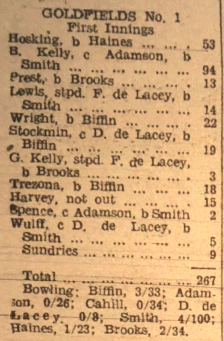 GOLDFIELDS No. 1
First Innings
Hosking, b Haines ... ... . 53
B. Kelly, c Adamson, b
Smith ... ... ... ... ... ... 94
Prest, b Brooks ... ... ... . 13
Lewis, stpd. F. de Lacey, b
Smith ... ... ... ... ... ... 14
Wright, b Biffin ... ... ... 22
Stockmin, c D. de Lacey, b
Biffin ... ... ... ... ... ... 19
G. Kelly, stpd. F. de Lacey,
b Brooks ... ... ... ... ... 3
Trezona, b Biffin ... ... ... 18
Harvey, not out ... ... ... 15
Spence, c Adamson, b Smith 2
Wulff, c D. de Lacey, b
Smith ... ... ... ... ... ... 5
Sundries ... ... ... ... ... 9
Total ... ... ... ... ... 267
Bowling: Biffin, 3/33; Adam-
son, 0/26; Cahill, 0/34; D. de
Lacey, 0/8; Smith, 4/100;
Haines, 1/23; Brooks, 2/34.